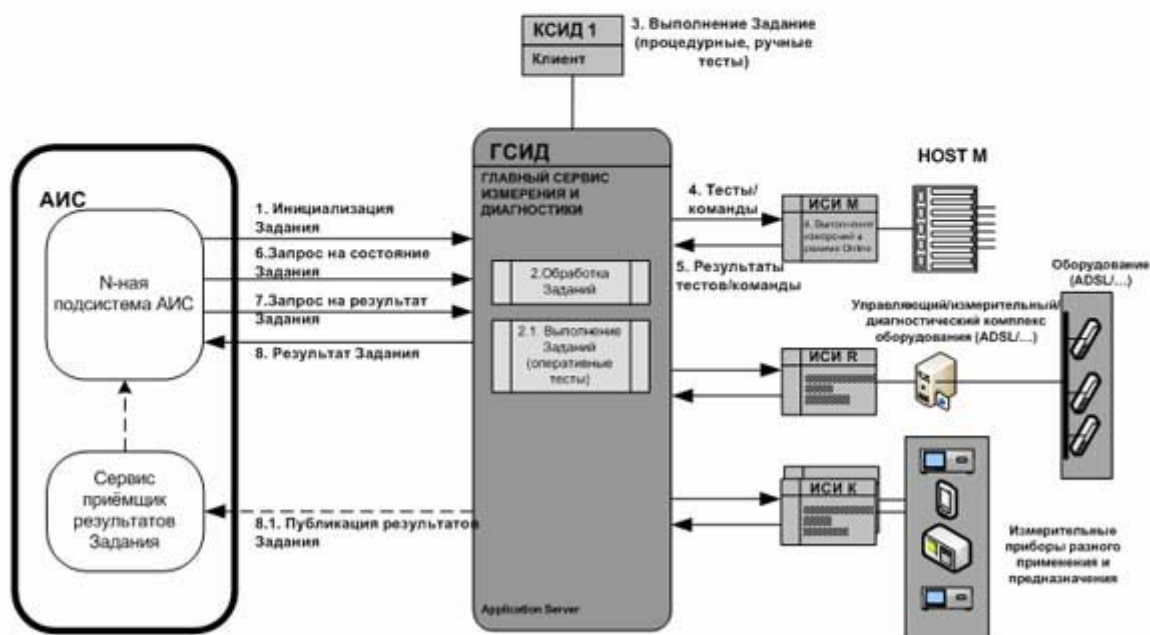 КСИД 1
Клиент
3. Выполнение Задание
(процедурные, ручные
тесты)
АИС
N-ная
подсистема АИС
Сервис
приёмщик
результатов
Задания
1. Инициализация
Задания
6.Запрос на состояние
Задания
7.Запрос на результат
Задания
8. Результат Задания
8.1. Публикация результатов
Задания
ГСИД
ГЛАВНЫЙ СЕРВИС
ИЗМЕРЕНИЯ И
ДИАГНОСТИКИ
2.Обработка
Заданий
2.1. Выполнение
Заданий
(оперативные
тесты)
Application Server
4. Тесты/
команды
5. Результаты
тестов/команды
ИСИ М
Выполнение
измерений в
режиме Online
HOST M
Оборудование
(ADSL/...)
Управляющий/измерительный/
диагностический комплекс
оборудования (ADSL/...)
ИСИ R
ИСИ К
Измерительные
приборы разного
применения и
предназначения